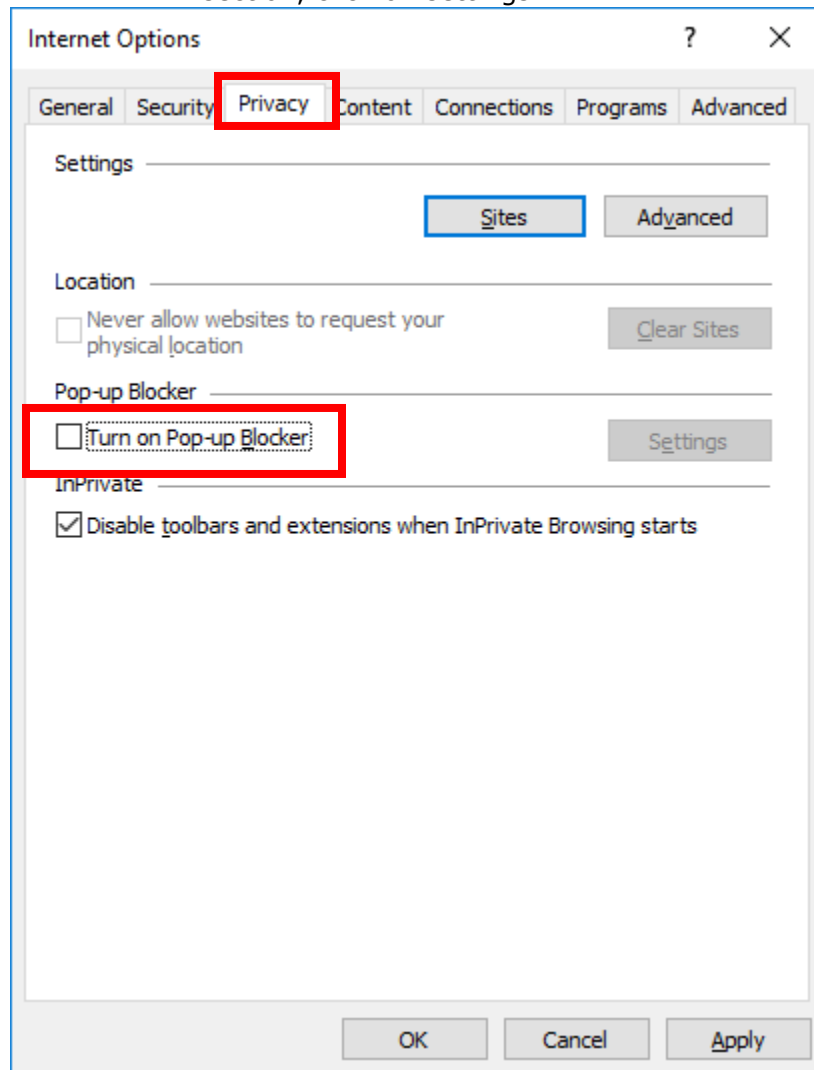 Internet Options ? ×
General Security Privacy Content Connections Programs Advanced
Settings
Sites Advanced
Location
Never allow websites to request your
physical location
Clear Sites
Pop-up Blocker
Turn on Pop-up Blocker Settings
InPrivate
Disable toolbars and extensions when InPrivate Browsing starts
OK Cancel Apply